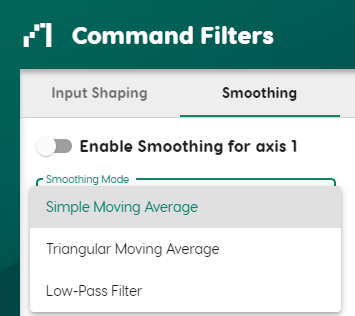 Command Filters
Input Shaping
Smoothing
Enable Smoothing for axis 1
Smoothing Mode
Simple Moving Average
Triangular Moving Average
Low-Pass Filter